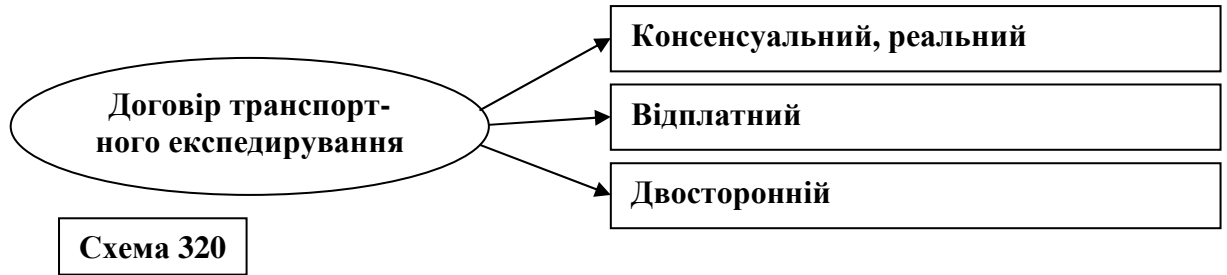 Консенсуальний, реальний
Договір транспорт-
ного експедирування
Відплатний
Двосторонній
Схема 320